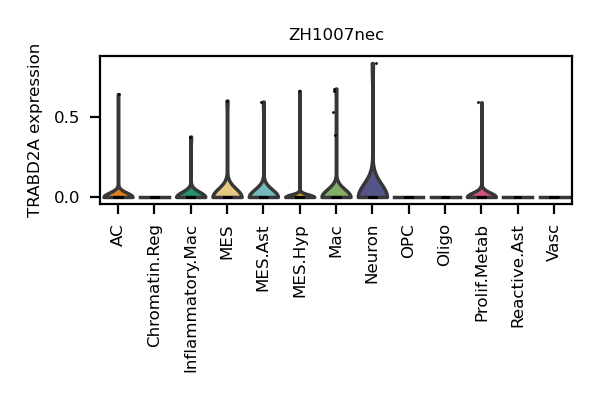 ZH1007nec
TRABD2A expression
0.5
0.0
AC
Chromatin.Reg
Inflammatory.Mac
MES
MES.Ast
MES.Hyp
Mac
Neuron
OPC
Oligo
Prolif.Metab
Reactive.Ast
Vasc